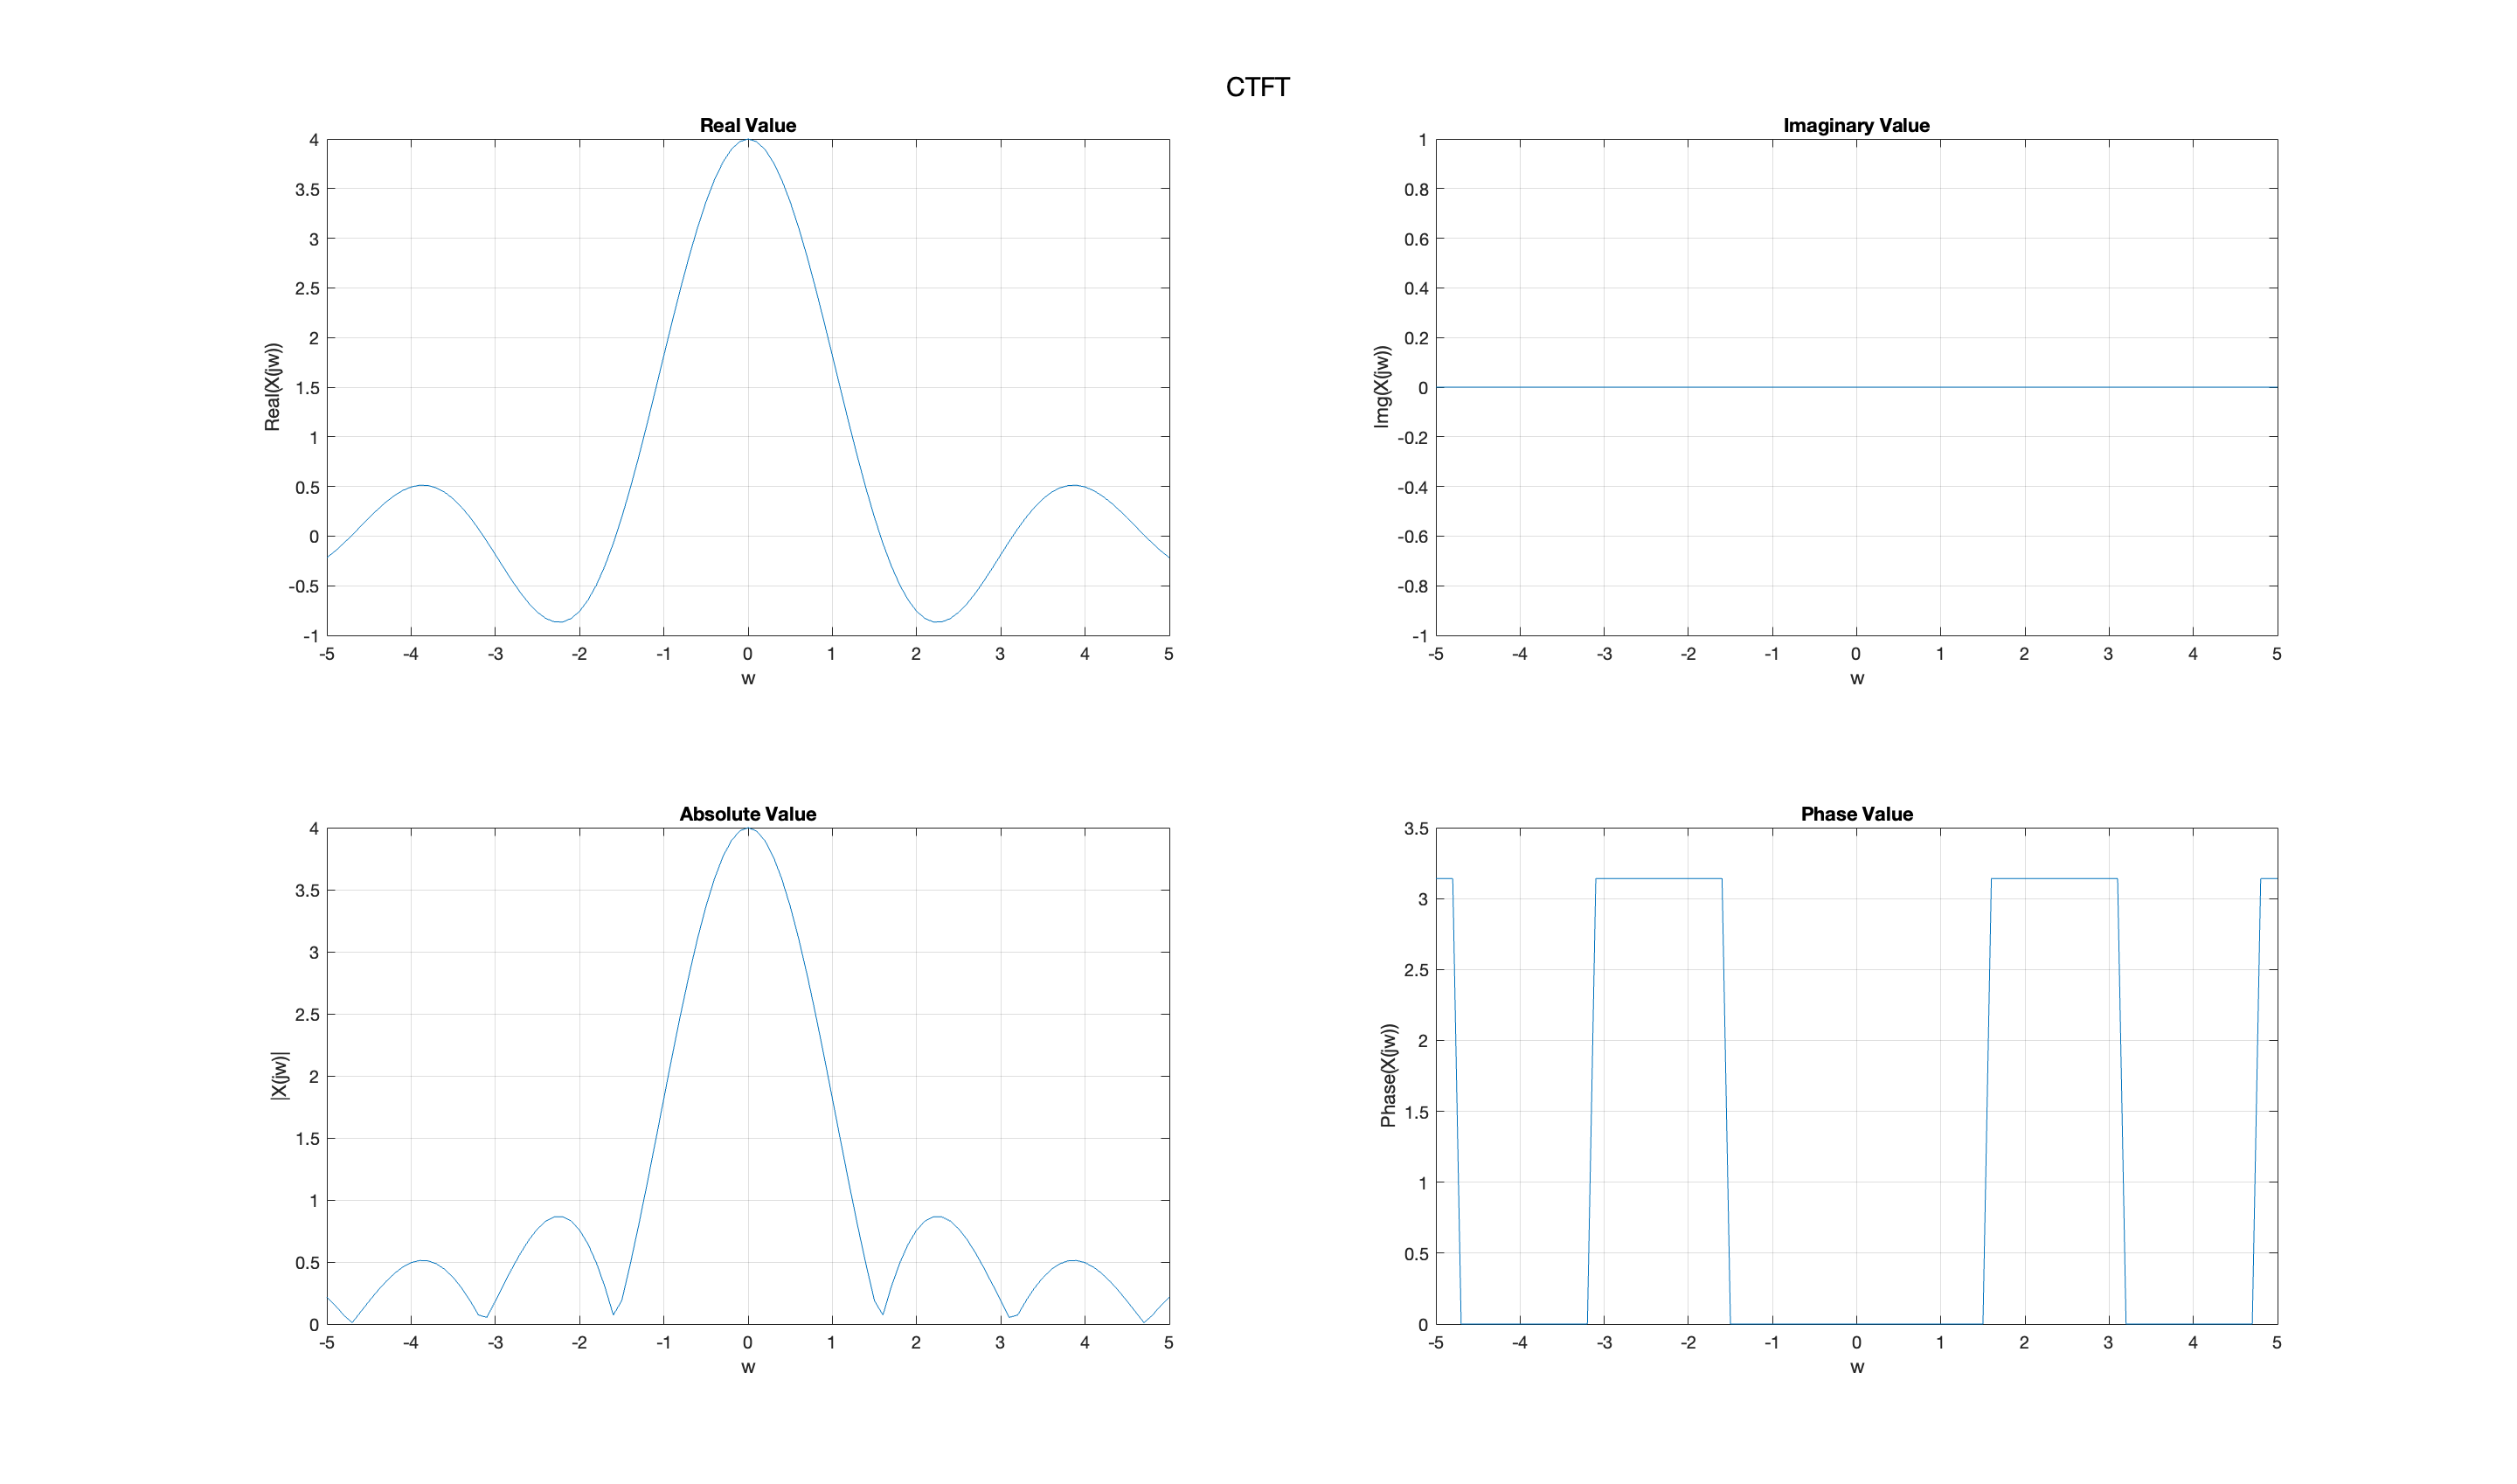 CTFT
Real Value
4
3.5
3
2.5
2
1.5
1
0.5
0
-0.5
-1
Real(X(jw))
-5 -4 -3 -2 -1 0 1 2 3 4 5
w
Imaginary Value
1
0.8
0.6
0.4
0.2
0
-0.2
-0.4
-0.6
-0.8
-1
Img(X(jw))
-5 -4 -3 -2 -1 0 1 2 3 4 5
w
Absolute Value
4
3.5
3
2.5
2
1.5
1
0.5
0
|X(jw)|
-5 -4 -3 -2 -1 0 1 2 3 4 5
w
Phase Value
3.5
3
2.5
2
1.5
1
0.5
0
Phase(X(jw))
-5 -4 -3 -2 -1 0 1 2 3 4 5
w